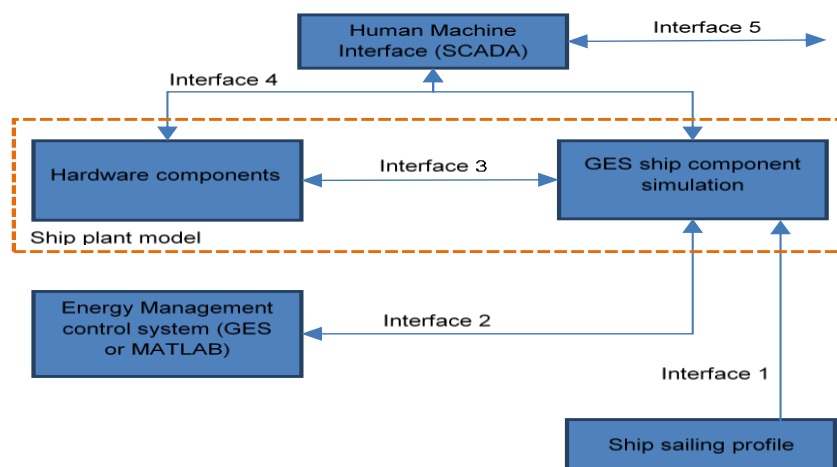 Human Machine
Interface (SCADA)
Interface 5
Interface 4
Hardware components
Interface 3
GES ship component
simulation
Ship plant model
Energy Management
control system (GES
or MATLAB)
Interface 2
Interface 1
Ship sailing profile